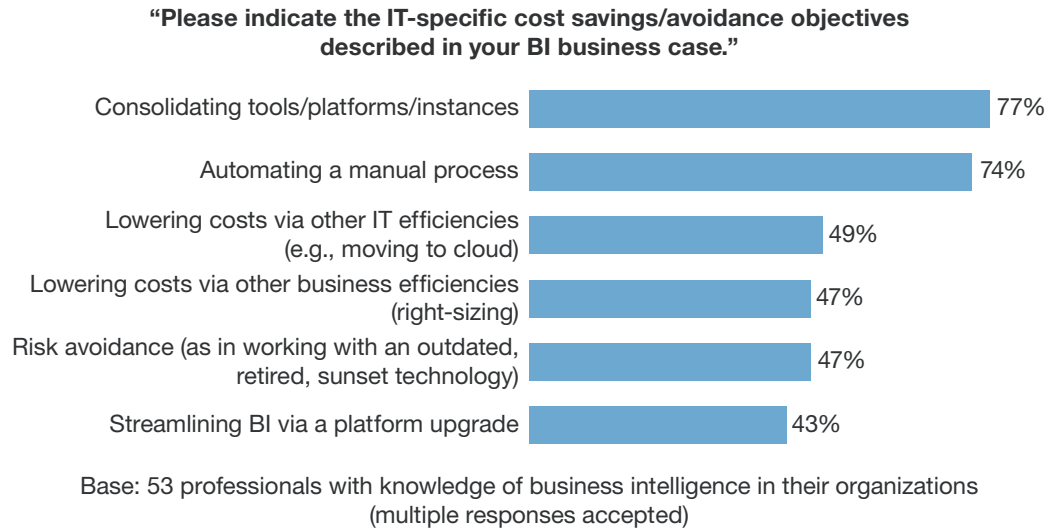 “Please indicate the IT-specific cost savings/avoidance objectives
described in your BI business case.”
Consolidating tools/platforms/instances 77%
Automating a manual process 74%
Lowering costs via other IT efficiencies
(e.g., moving to cloud) 49%
Lowering costs via other business efficiencies
(right-sizing) 47%
Risk avoidance (as in working with an outdated,
retired, sunset technology) 47%
Streamlining BI via a platform upgrade 43%
Base: 53 professionals with knowledge of business intelligence in their organizations
(multiple responses accepted)